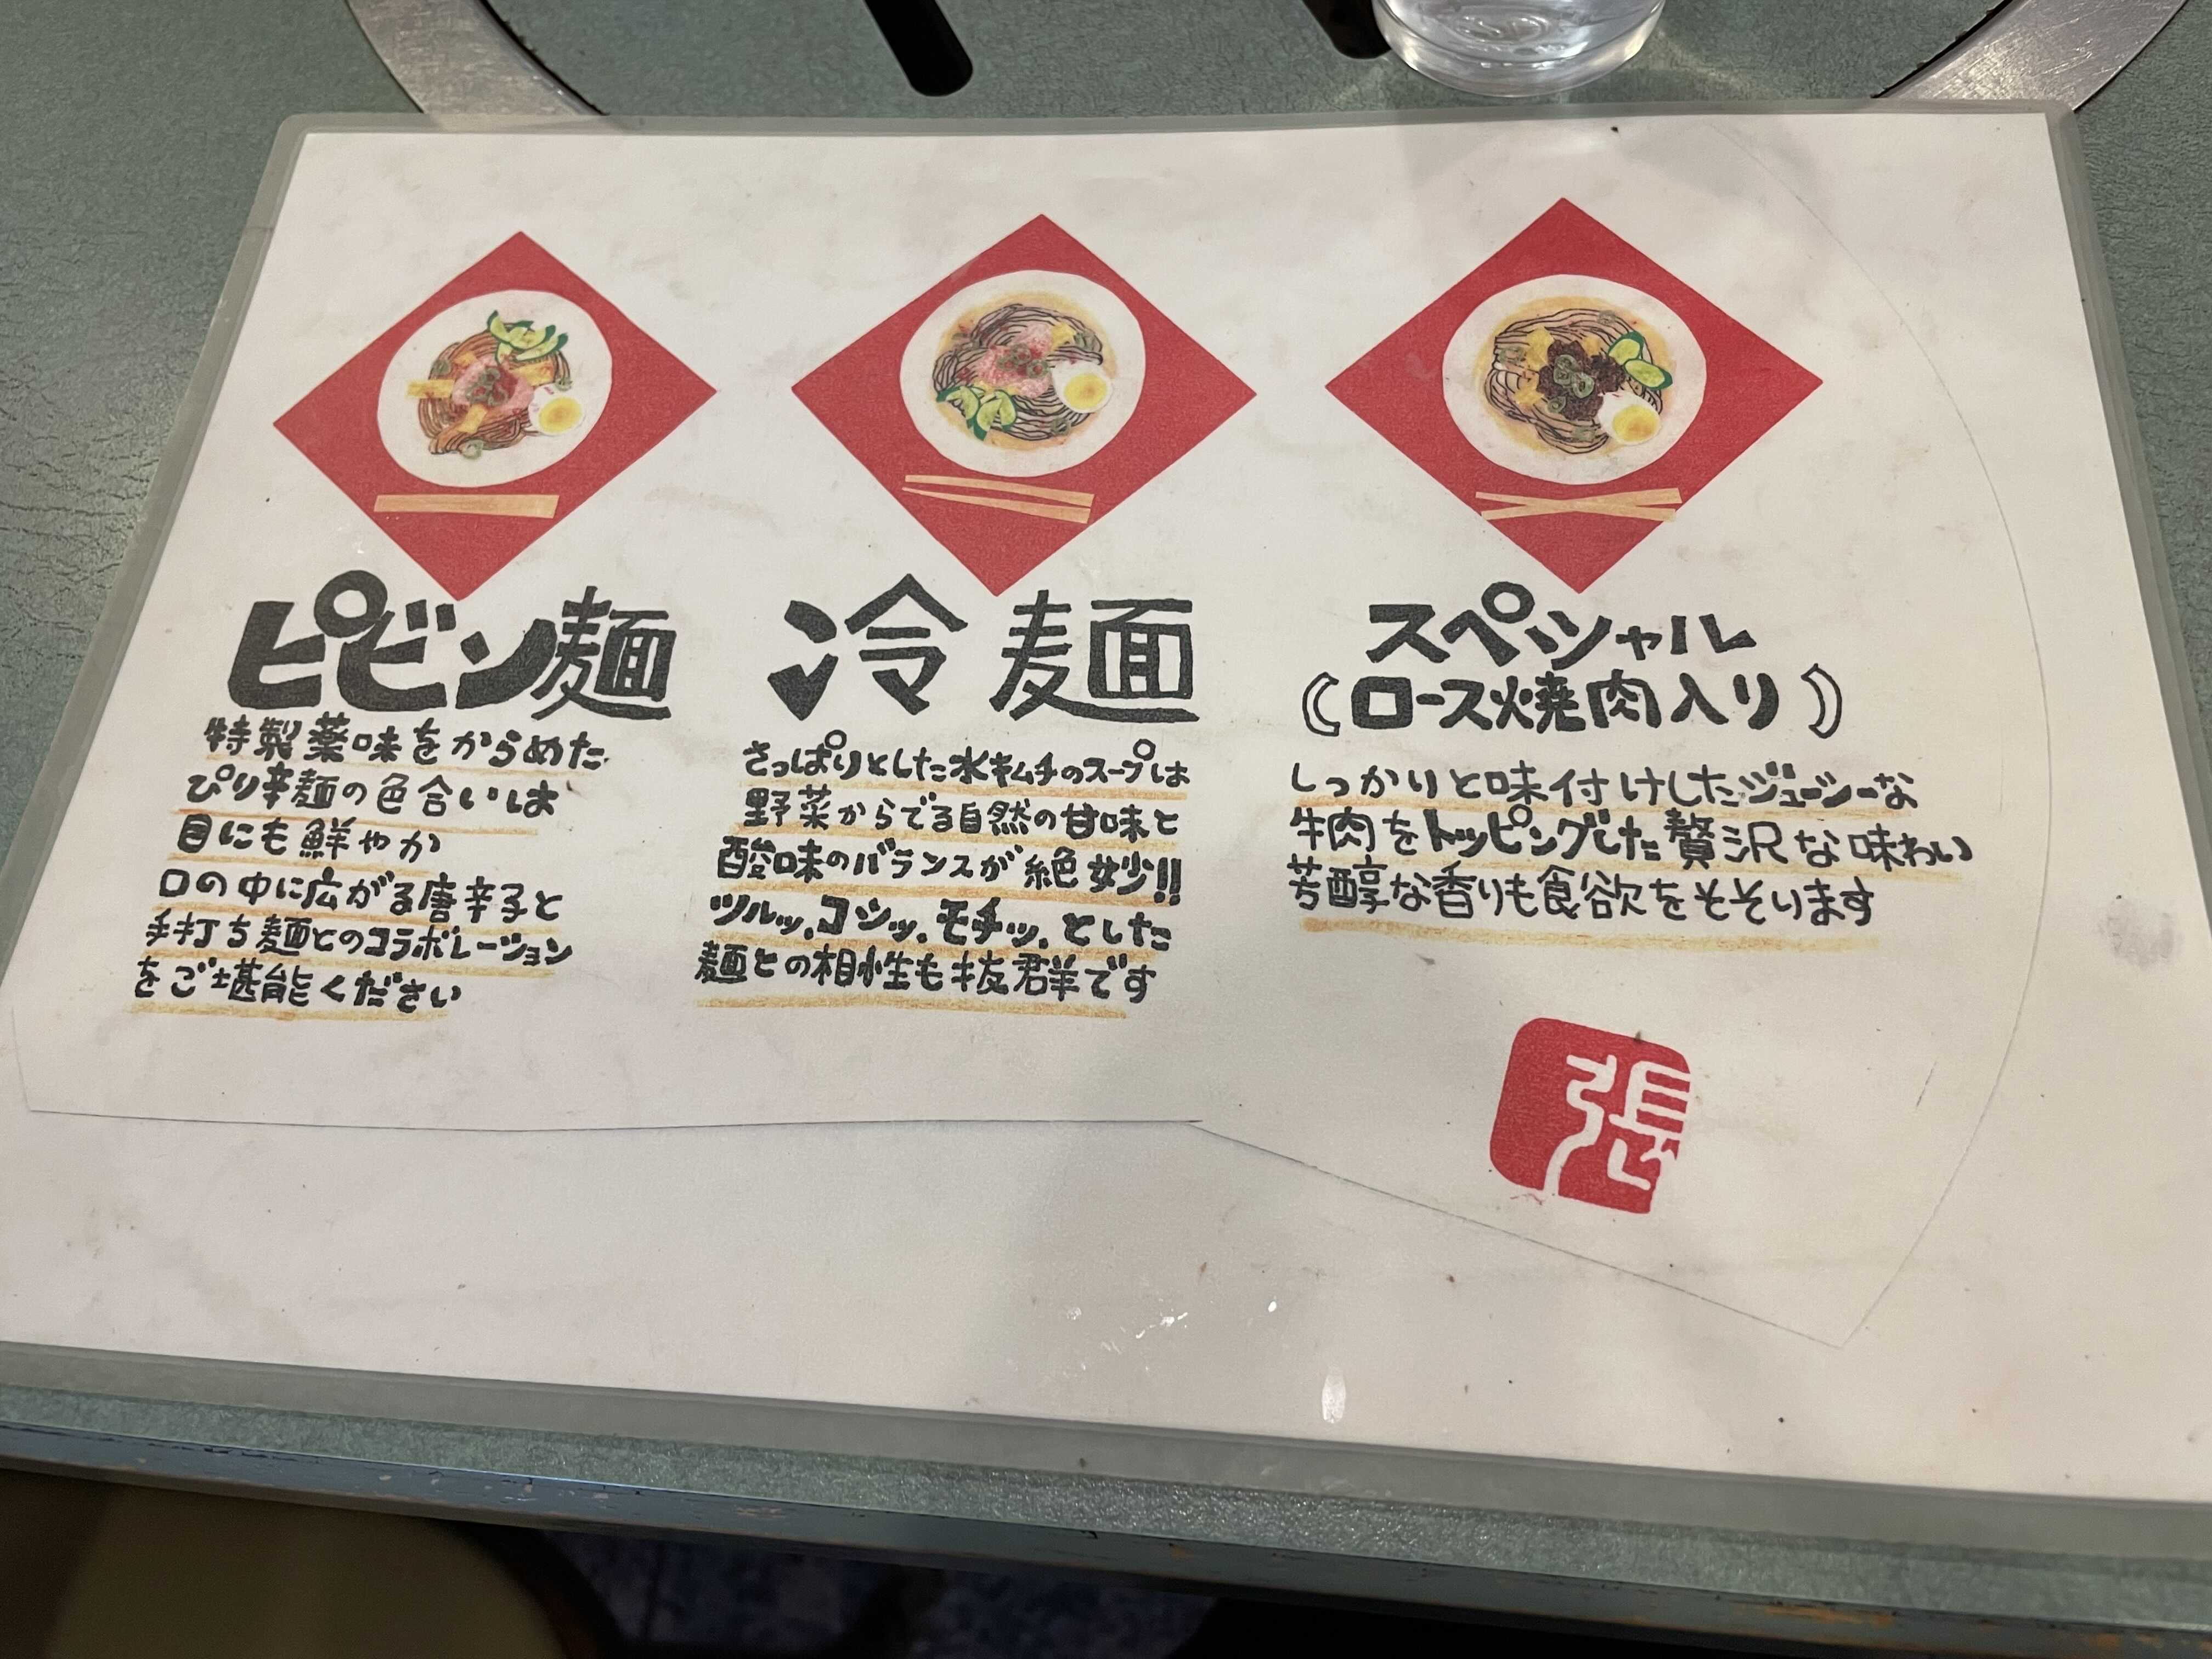 ピビン麺
特製薬味をからめた
ぴり辛麺の色合いは
目にも鮮やか
口の中に広がる唐辛子と
手打ち麺とのコラボレーション
をご堪能ください
冷麺
さっぱりとした水キムチのスープは
野菜からでる自然の甘味と
酸味のバランスが絶妙!!
ツルッ、コシッ、モチッ、とした
麺との相性も抜群です
スペシャル
(ロース焼肉入り)
しっかりと味付けしたジューシーな
牛肉をトッピングした贅沢な味わい
芳醇な香りも食欲をそそります
張